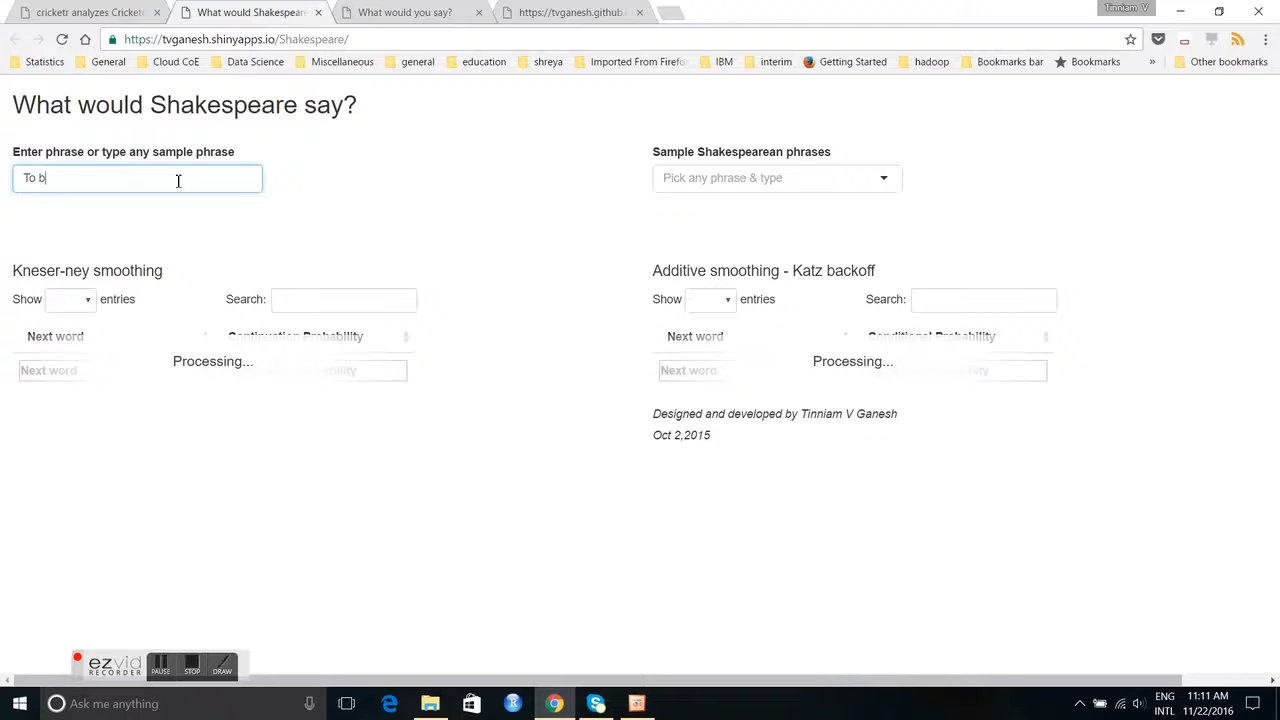 cricketr analyzes Cricket
What would Shakespeare
What would you say?
https://tvganesh.github.i
Tinniam V
https://tvganesh.shinyapps.io/Shakespeare/
Statistics General Cloud CoE Data Science Miscellaneous general education shreya Imported From Firefo IBM interim Getting Started hadoop Bookmarks bar Bookmarks » Other bookmarks
What would Shakespeare say?
Enter phrase or type any sample phrase
To b
Sample Shakespearean phrases
Pick any phrase & type
Kneser-ney smoothing
Show entries Search:
Next word Continuation Probability
Processing...
Next word
Additive smoothing - Katz backoff
Show entries Search:
Next word Conditional Probability
Processing...
Next word
Designed and developed by Tinniam V Ganesh
Oct 2,2015
ezvid
RECORDER
PAUSE STOP DRAW
Ask me anything
ENG 11:11 AM
INTL 11/22/2016